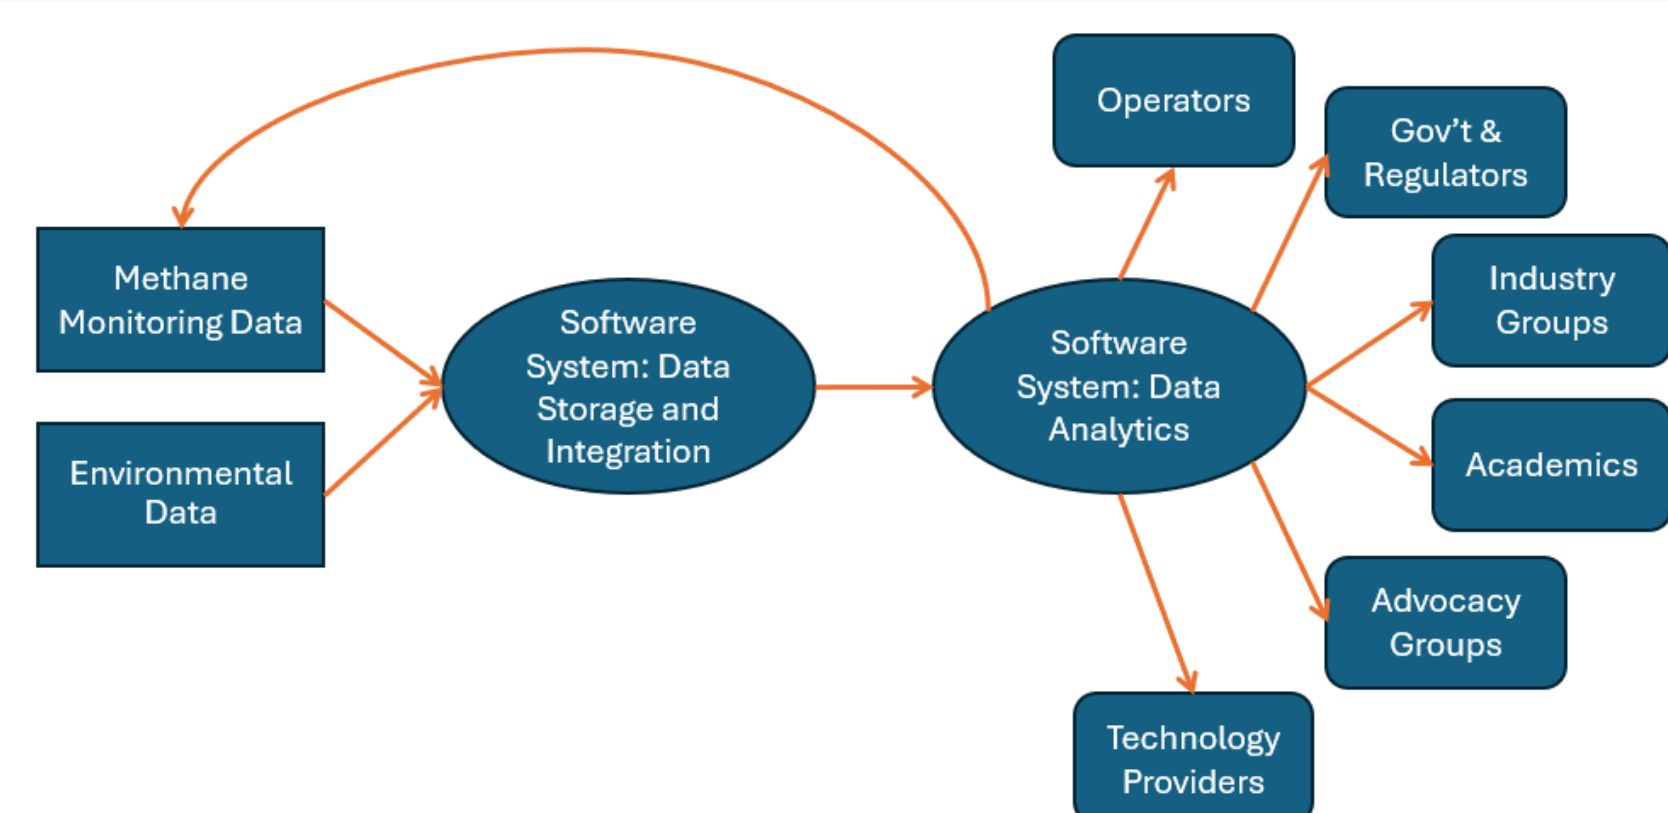 Operators
Gov’t &
Regulators
Methane
Monitoring Data
Industry
Groups
Software
System: Data
Storage and
Integration
Software
System: Data
Analytics
Environmental
Data
Academics
Advocacy
Groups
Technology
Providers